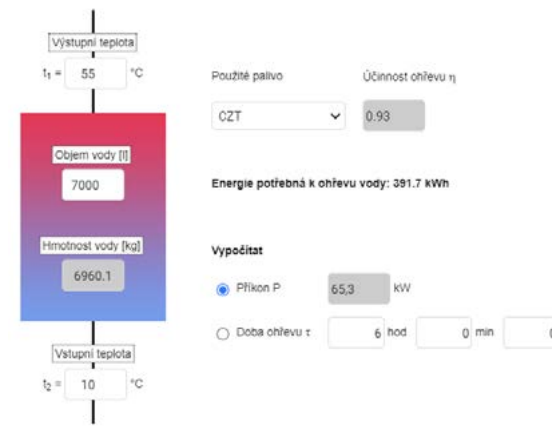 Výstupní teplota
t₁ = 55 °C
Použité palivo
Účinnost ohřevu η
CZT
0.93
Objem vody [l]
7000
Energie potřebná k ohřevu vody: 391.7 kWh
Hmotnost vody [kg]
6960.1
Vypočítat
Příkon P 65,3 kW
Doba ohřevu τ 6 hod 0 min 0
Vstupní teplota
t₂ = 10 °C